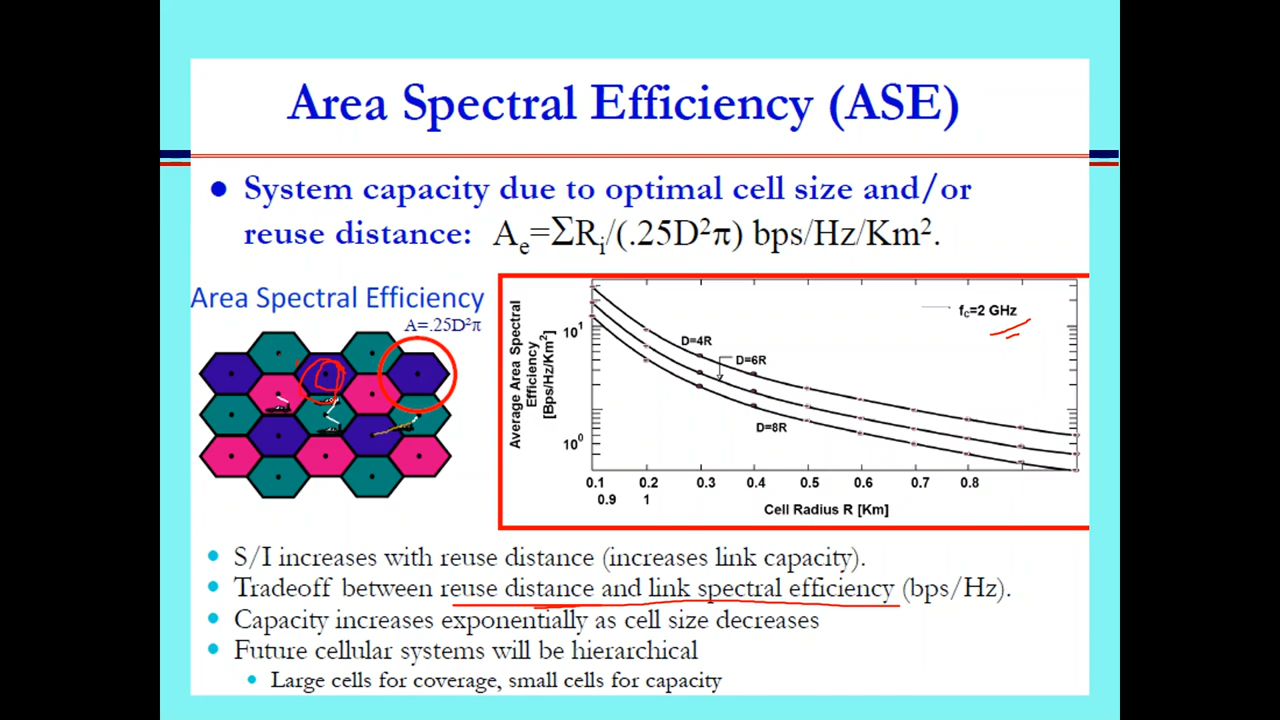 Area Spectral Efficiency (ASE)
● System capacity due to optimal cell size and/or
reuse distance: Aₑ=ΣRᵢ/(.25D²π) bps/Hz/Km².
Area Spectral Efficiency
A=.25D²π
Average Area Spectral
Efficiency
[Bps/Hz/Km²]
10¹
10⁰
f_c=2 GHz
D=4R
D=6R
D=8R
0.1 0.2 0.3 0.4 0.5 0.6 0.7 0.8
0.9 1
Cell Radius R [Km]
• S/I increases with reuse distance (increases link capacity).
• Tradeoff between reuse distance and link spectral efficiency (bps/Hz).
• Capacity increases exponentially as cell size decreases
• Future cellular systems will be hierarchical
• Large cells for coverage, small cells for capacity